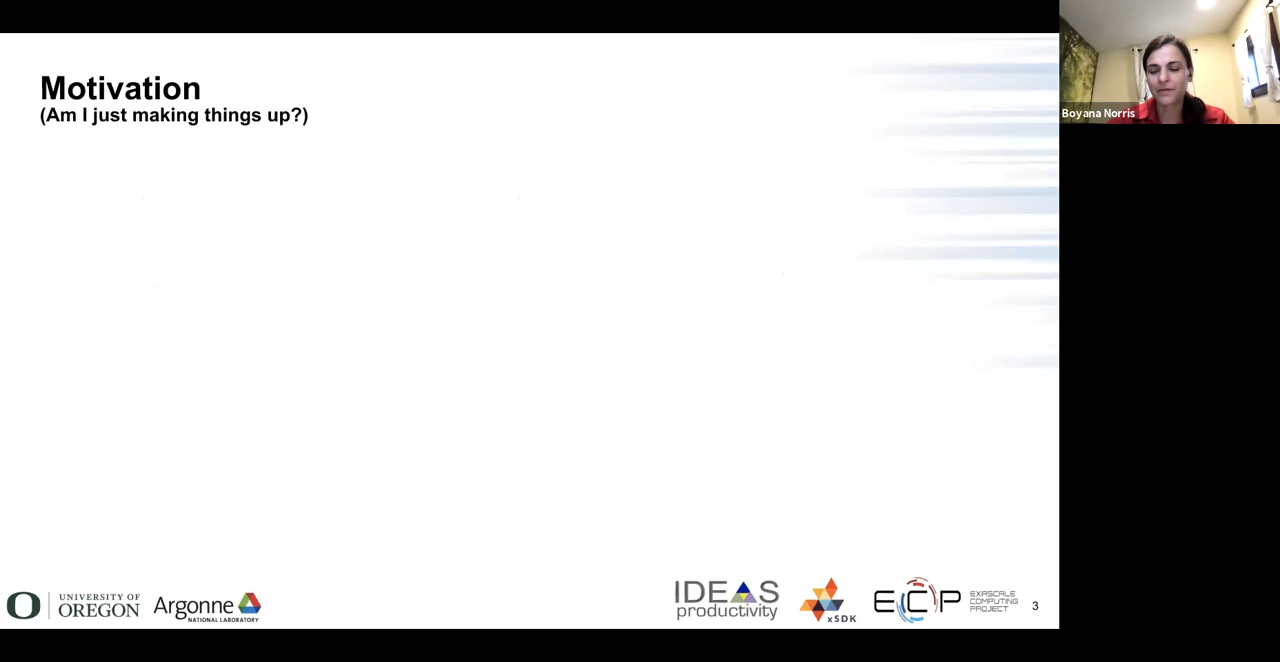 Motivation
(Am I just making things up?)
Boyana Norris
UNIVERSITY OF
OREGON
Argonne
NATIONAL LABORATORY
IDEAS
productivity
xSDK
ECP
EXASCALE
COMPUTING
PROJECT
3